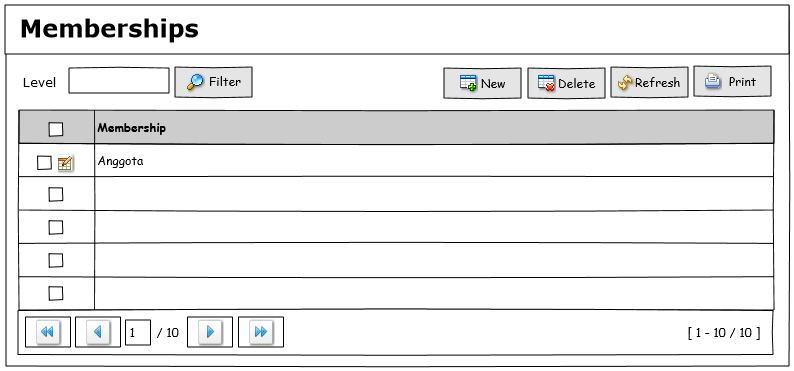 Memberships
Level Filter New Delete Refresh Print
Membership
Anggota
1 / 10 [ 1 - 10 / 10 ]